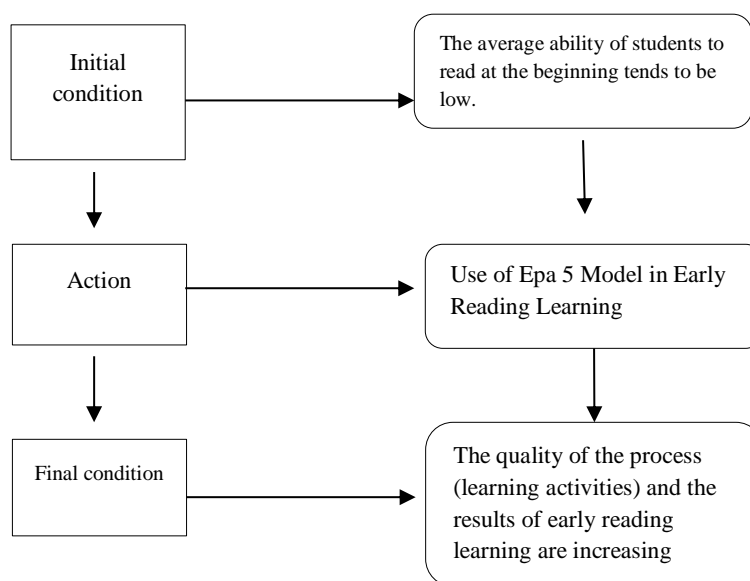 Initial
condition
The average ability of students to
read at the beginning tends to be
low.
Action
Use of Epa 5 Model in Early
Reading Learning
Final condition
The quality of the process
(learning activities) and the
results of early reading
learning are increasing